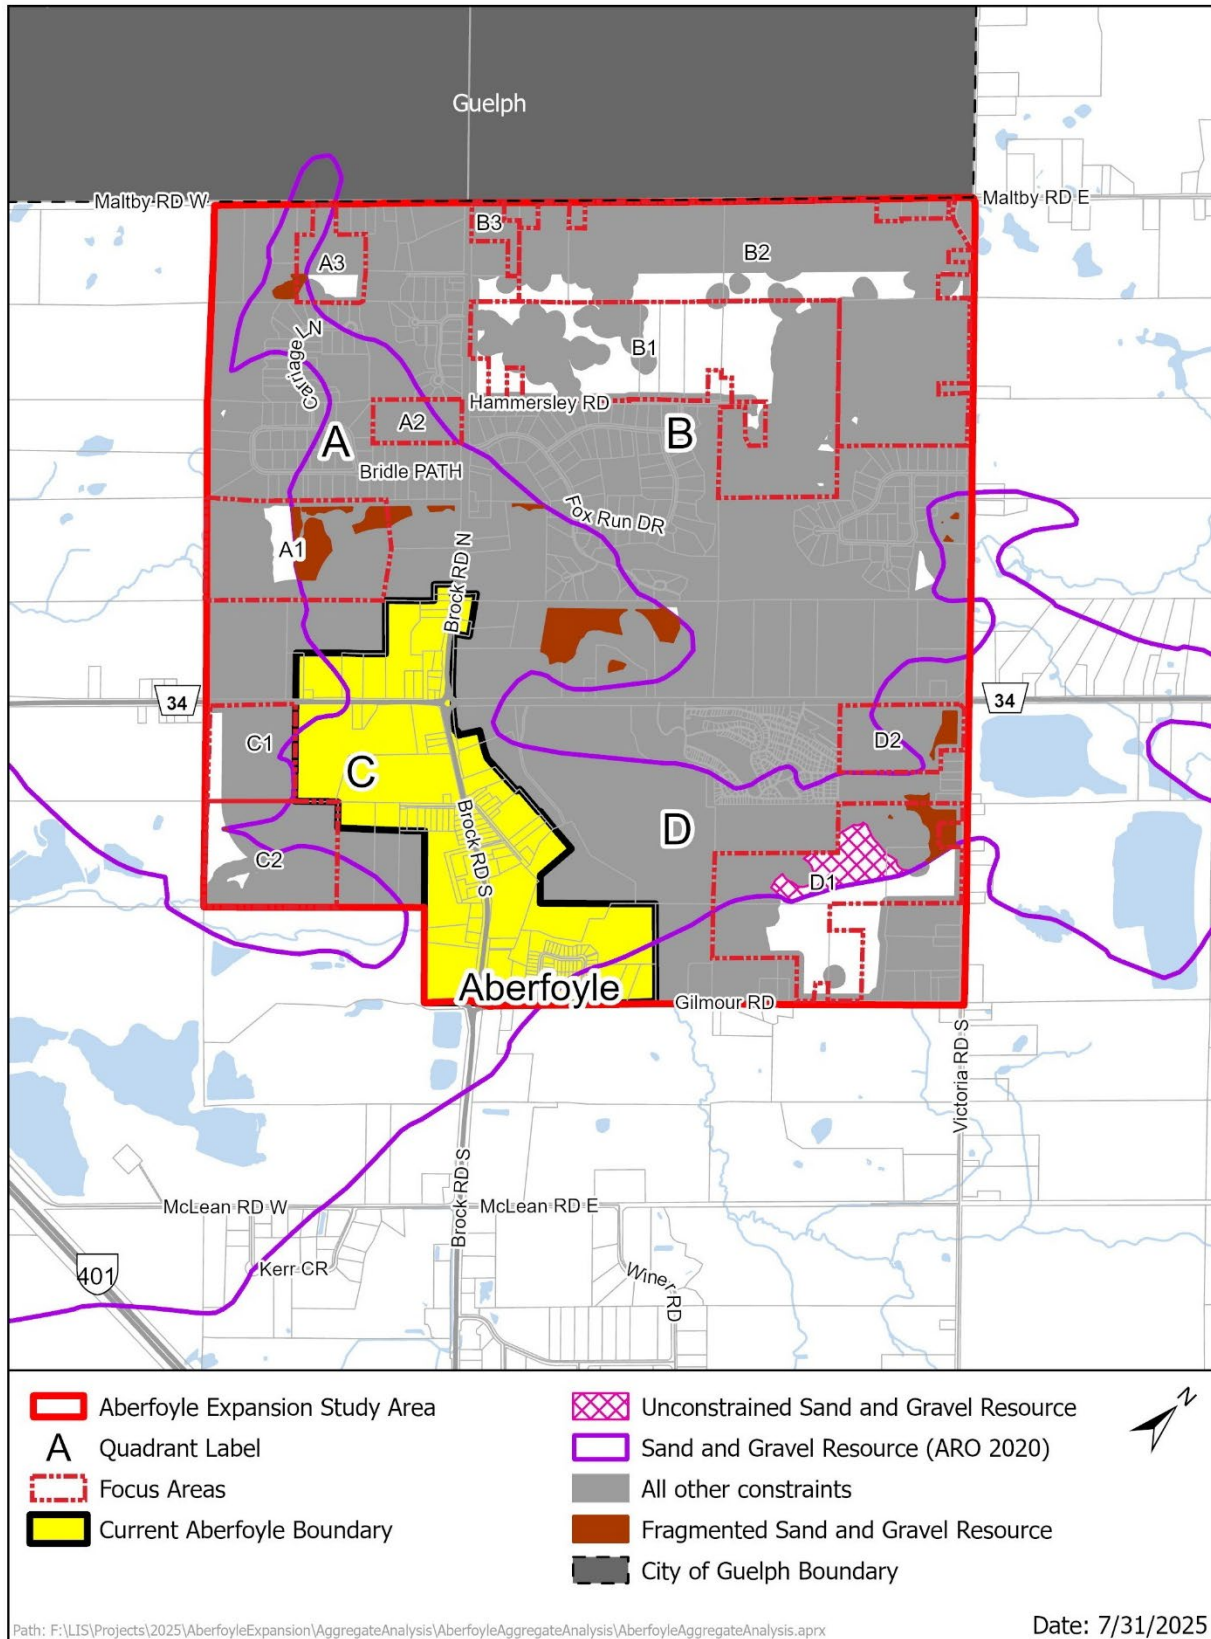 Guelph
Maltby RD W
Maltby RD E
B3
A3
B2
Carriage LN
B1
Hammersley RD
A2
A
B
Bridle PATH
Fox Run DR
A1
Brock RD N
34
34
C1
D2
C
Brock RD S
D
C2
D1
Aberfoyle
Gilmour RD
Victoria RD S
Brock RD S
McLean RD W
McLean RD E
Kerr CR
Winer RD
401
Aberfoyle Expansion Study Area
A Quadrant Label
Focus Areas
Current Aberfoyle Boundary
Unconstrained Sand and Gravel Resource
Sand and Gravel Resource (ARO 2020)
All other constraints
Fragmented Sand and Gravel Resource
City of Guelph Boundary
N
Path: F:\LIS\Projects\2025\AberfoyleExpansion\AggregateAnalysis\AberfoyleAggregateAnalysis\AberfoyleAggregateAnalysis.aprx
Date: 7/31/2025